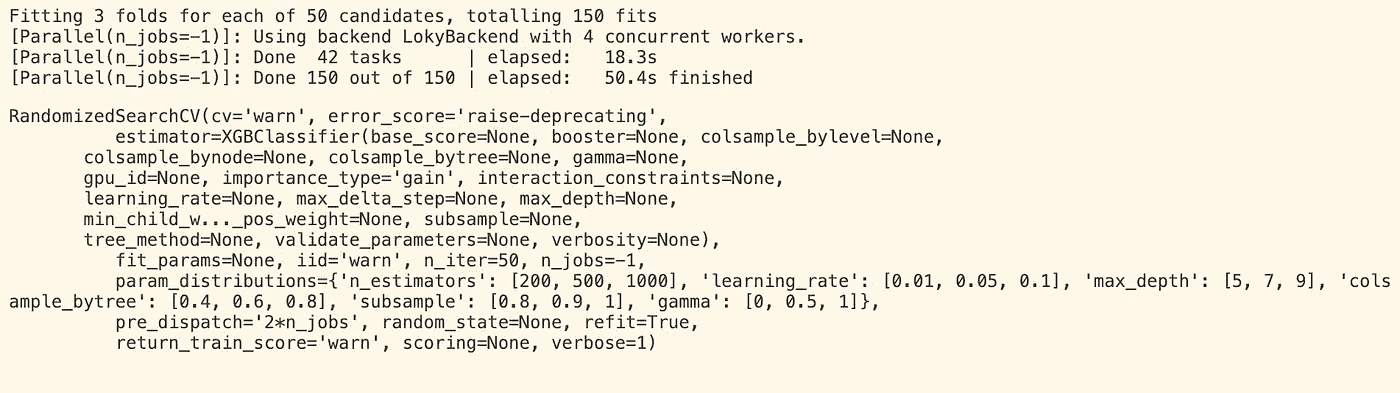 Fitting 3 folds for each of 50 candidates, totalling 150 fits
[Parallel(n_jobs=-1)]: Using backend LokyBackend with 4 concurrent workers.
[Parallel(n_jobs=-1)]: Done  42 tasks      | elapsed:   18.3s
[Parallel(n_jobs=-1)]: Done 150 out of 150 | elapsed:   50.4s finished
RandomizedSearchCV(cv='warn', error_score='raise-deprecating',
          estimator=XGBClassifier(base_score=None, booster=None, colsample_bylevel=None,
       colsample_bynode=None, colsample_bytree=None, gamma=None,
       gpu_id=None, importance_type='gain', interaction_constraints=None,
       learning_rate=None, max_delta_step=None, max_depth=None,
       min_child_w..._pos_weight=None, subsample=None,
       tree_method=None, validate_parameters=None, verbosity=None),
          fit_params=None, iid='warn', n_iter=50, n_jobs=-1,
          param_distributions={'n_estimators': [200, 500, 1000], 'learning_rate': [0.01, 0.05, 0.1], 'max_depth': [5, 7, 9], 'cols
ample_bytree': [0.4, 0.6, 0.8], 'subsample': [0.8, 0.9, 1], 'gamma': [0, 0.5, 1]},
          pre_dispatch='2*n_jobs', random_state=None, refit=True,
          return_train_score='warn', scoring=None, verbose=1)